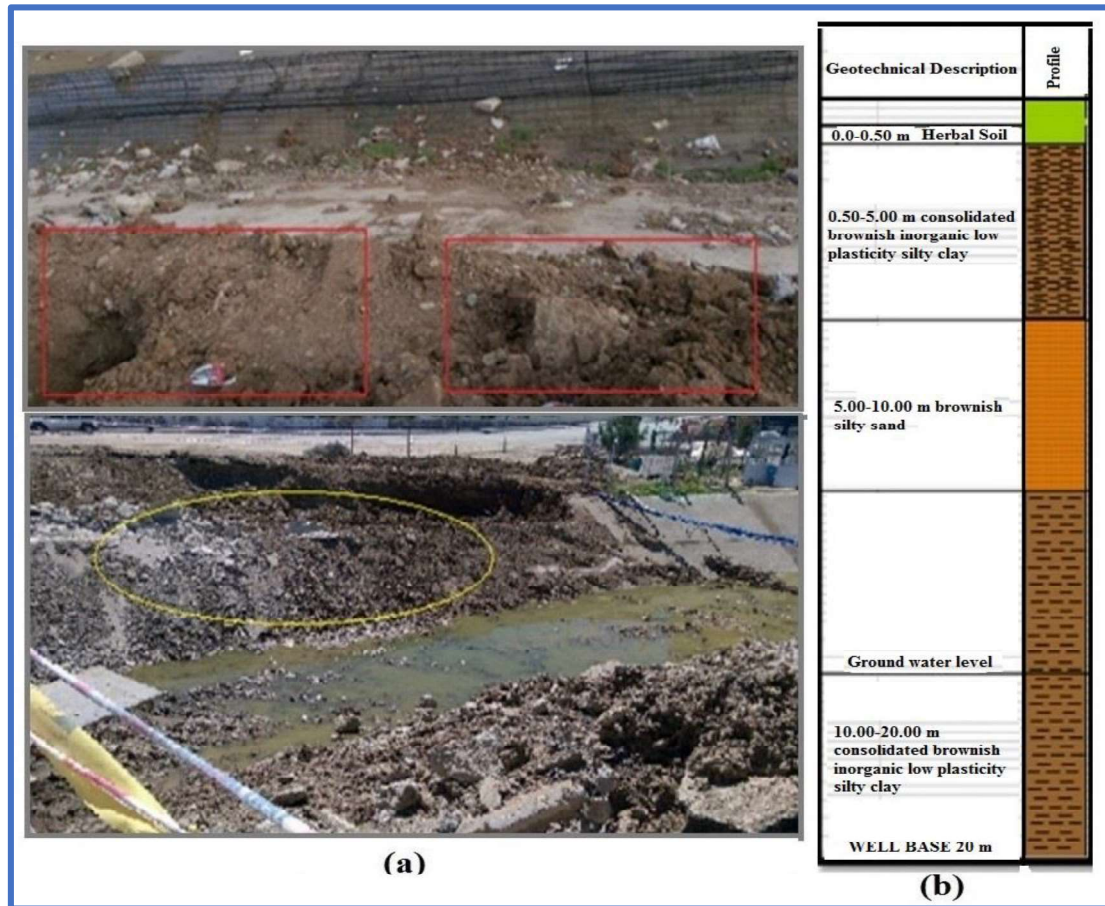 Geotechnical Description
Profile
0.0-0.50 m Herbal Soil
0.50-5.00 m consolidated
brownish inorganic low
plasticity silty clay
5.00-10.00 m brownish
silty sand
Ground water level
10.00-20.00 m
consolidated brownish
inorganic low plasticity
silty clay
WELL BASE 20 m
(a)
(b)